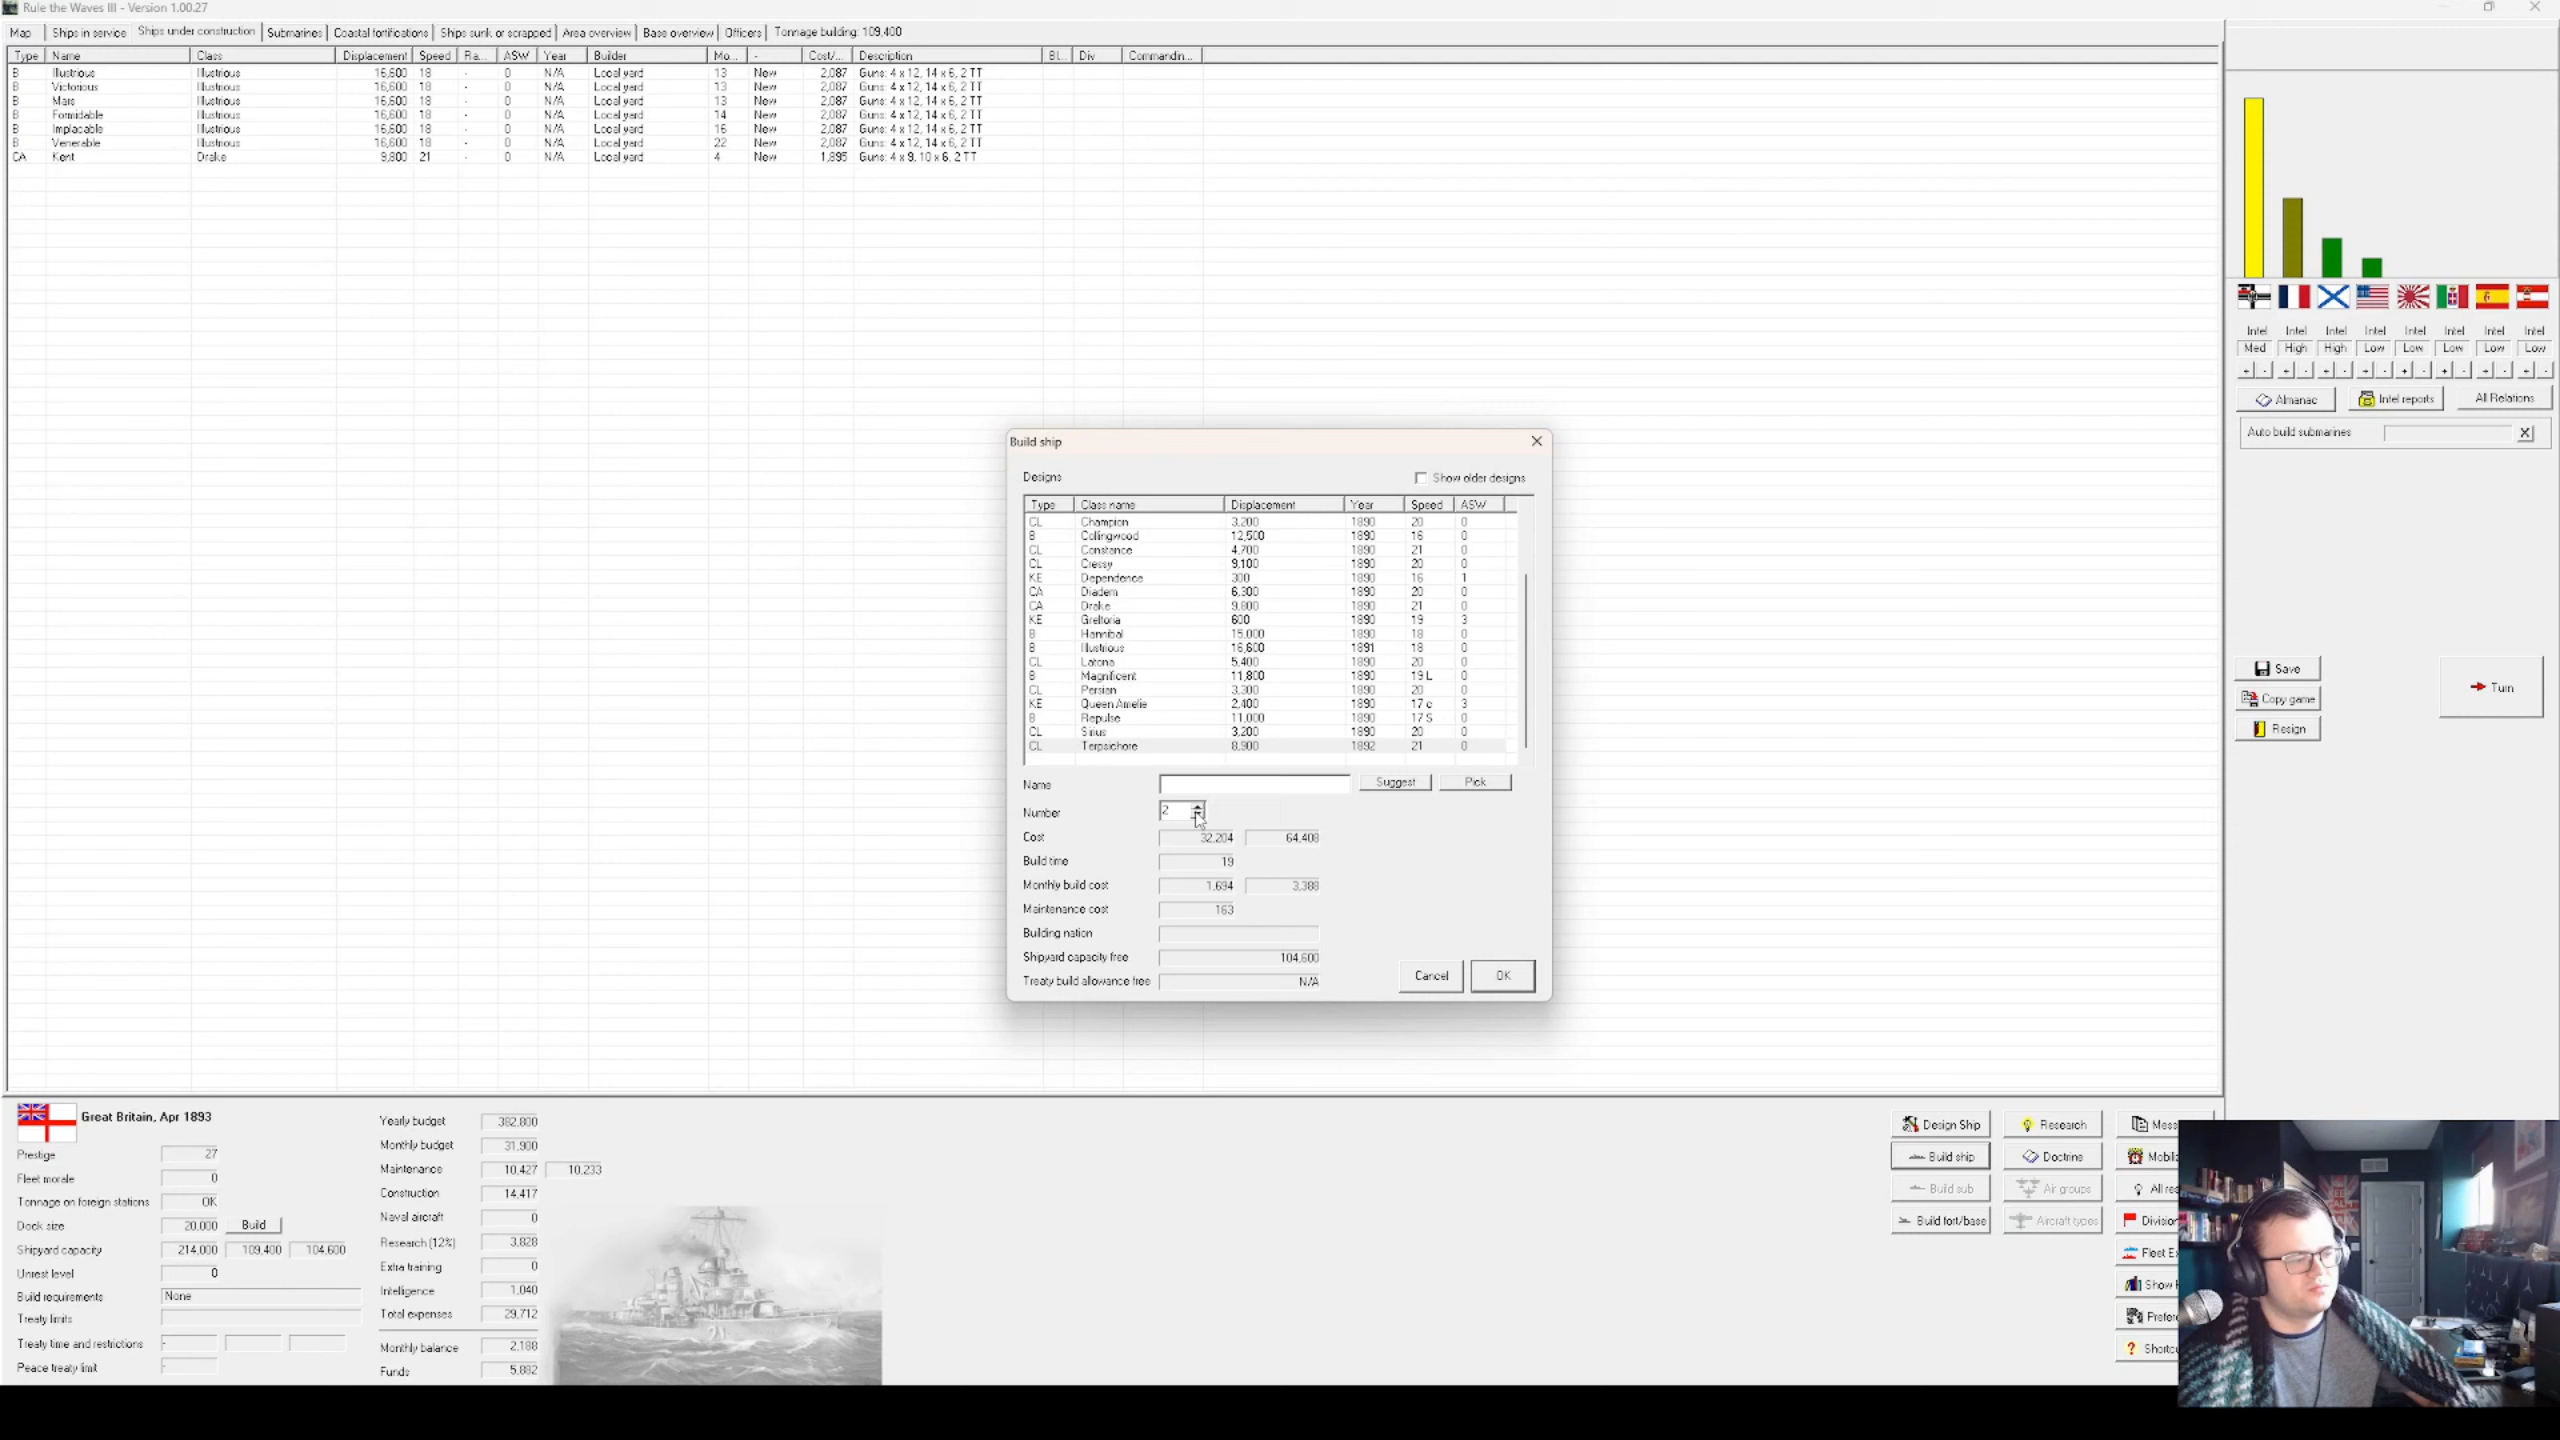 Rule the Waves III - Version 1.00.27
Map Ships in service Ships under construction Submarines Coastal fortifications Ships sunk or scrapped Area overview Base overview Officers Tonnage building: 109,400
Type Name Class Displacement Speed Ra... ASW Year Builder Mo... - Cost/... Description Bl... Div Commandin...
B Illustrious Illustrious 16,600 18 - 0 N/A Local yard 13 New 2,087 Guns: 4 x 12, 14 x 6, 2 TT
B Victorious Illustrious 16,600 18 - 0 N/A Local yard 13 New 2,087 Guns: 4 x 12, 14 x 6, 2 TT
B Mars Illustrious 16,600 18 - 0 N/A Local yard 13 New 2,087 Guns: 4 x 12, 14 x 6, 2 TT
B Formidable Illustrious 16,600 18 - 0 N/A Local yard 14 New 2,087 Guns: 4 x 12, 14 x 6, 2 TT
B Implacable Illustrious 16,600 18 - 0 N/A Local yard 16 New 2,087 Guns: 4 x 12, 14 x 6, 2 TT
B Venerable Illustrious 16,600 18 - 0 N/A Local yard 22 New 2,087 Guns: 4 x 12, 14 x 6, 2 TT
CA Kent Drake 9,800 21 - 0 N/A Local yard 4 New 1,895 Guns: 4 x 9, 10 x 6, 2 TT
Intel Intel Intel Intel Intel Intel Intel Intel
Med High High Low Low Low Low Low
+ - + - + - + - + - + - + - + -
Almanac Intel reports All Relations
Auto build submarines X
Save
Copy game
Resign
Turn
Build ship
Designs Show older designs
Type Class name Displacement Year Speed ASW
CL Champion 3,200 1890 20 0
B Collingwood 12,500 1890 16 0
CL Constance 4,700 1890 21 0
CL Cressy 9,100 1890 20 0
KE Dependence 300 1890 16 1
CA Diadem 6,300 1890 20 0
CA Drake 9,800 1890 21 0
KE Greltoria 600 1890 19 3
B Hannibal 15,000 1890 18 0
B Illustrious 16,600 1891 18 0
CL Latona 5,400 1890 20 0
B Magnificent 11,800 1890 19 L 0
CL Persian 3,300 1890 20 0
KE Queen Amelie 2,400 1890 17 c 3
B Repulse 11,000 1890 17 S 0
CL Sirius 3,200 1890 20 0
CL Terpsichore 8,900 1892 21 0
Name Suggest Pick
Number 2
Cost 32,204 64,408
Build time 19
Monthly build cost 1,694 3,388
Maintenance cost 163
Building nation
Shipyard capacity free 104,600
Treaty build allowance free N/A
Cancel OK
Great Britain, Apr 1893
Prestige 27
Fleet morale 0
Tonnage on foreign stations OK
Dock size 20,000 Build
Shipyard capacity 214,000 109,400 104,600
Unrest level 0
Build requirements None
Treaty limits
Treaty time and restrictions - 
Peace treaty limit -
Yearly budget 382,800
Monthly budget 31,900
Maintenance 10,427 10,233
Construction 14,417
Naval aircraft 0
Research (12%) 3,828
Extra training 0
Intelligence 1,040
Total expenses 29,712
Monthly balance 2,188
Funds 5,882
Design Ship Research Mess
Build ship Doctrine Mobiliz
Build sub Air groups All rea
Build fort/base Aircraft types Division
Fleet Ex
Show
Prefere
? Shortcu